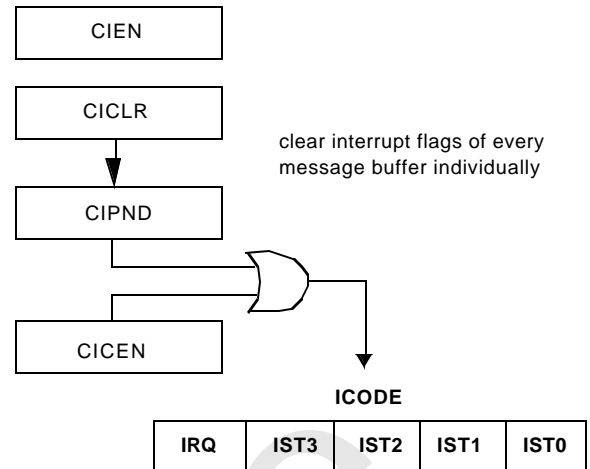 CIEN
CICLR
clear interrupt flags of every
message buffer individually
CIPND
CICEN
ICODE
IRQ IST3 IST2 IST1 IST0